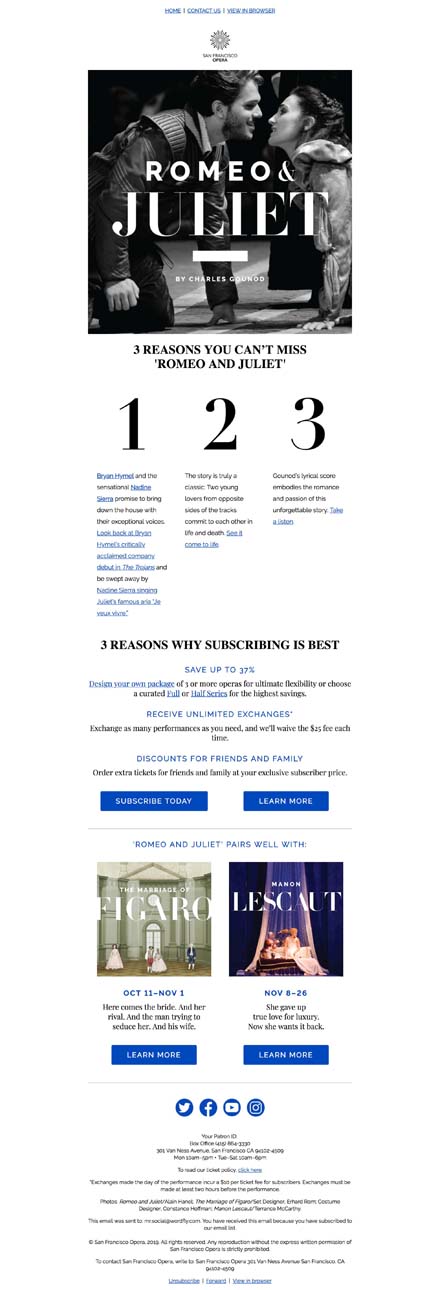 HOME | CONTACT US | VIEW IN BROWSER
SAN FRANCISCO
OPERA
ROMEO &
JULIET
BY CHARLES GOUNOD
3 REASONS YOU CAN'T MISS
'ROMEO AND JULIET'
1
Bryan Hymel and the
sensational Nadine
Sierra promise to bring
down the house with
their exceptional voices.
Look back at Bryan
Hymel's critically
acclaimed company
debut in The Trojans and
be swept away by
Nadine Sierra singing
Juliet's famous aria "Je
veux vivre."
2
The story is truly a
classic: Two young
lovers from opposite
sides of the tracks
commit to each other in
life and death. See it
come to life.
3
Gounod's lyrical score
embodies the romance
and passion of this
unforgettable story. Take
a listen.
3 REASONS WHY SUBSCRIBING IS BEST
SAVE UP TO 37%
Design your own package of 3 or more operas for ultimate flexibility or choose
a curated Full or Half Series for the highest savings.
RECEIVE UNLIMITED EXCHANGES*
Exchange as many performances as you need, and we'll waive the $25 fee each
time.
DISCOUNTS FOR FRIENDS AND FAMILY
Order extra tickets for friends and family at your exclusive subscriber price.
SUBSCRIBE TODAY
LEARN MORE
'ROMEO AND JULIET' PAIRS WELL WITH:
THE MARRIAGE OF
FIGARO
OCT 11–NOV 1
Here comes the bride. And her
rival. And the man trying to
seduce her. And his wife.
LEARN MORE
MANON
LESCAUT
NOV 8–26
She gave up
true love for luxury.
Now she wants it back.
LEARN MORE
Your Patron ID:
Box Office (415) 864-3330
301 Van Ness Avenue, San Francisco CA 94102-4509
Mon 10am–5pm • Tue–Sat 10am–6pm
To read our ticket policy, click here
*Exchanges made the day of the performance incur a $10 per ticket fee for subscribers. Exchanges must be
made at least two hours before the performance.
Photos: Romeo and Juliet/Alain Hanel; The Marriage of Figaro/Set Designer, Erhard Rom; Costume
Designer, Constance Hoffman; Manon Lescaut/Terrence McCarthy.
This email was sent to: mr.social@wordfly.com. You have received this email because you have subscribed to
our email list.
© San Francisco Opera, 2019. All rights reserved. Any reproduction without the express written permission of
San Francisco Opera is strictly prohibited.
To contact San Francisco Opera, write to: San Francisco Opera 301 Van Ness Avenue San Francisco, CA
94102-4509
Unsubscribe | Forward | View in browser